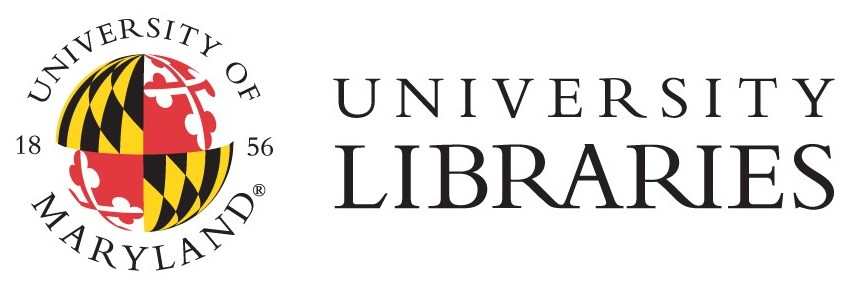 UNIVERSITY OF
18 56
MARYLAND®
UNIVERSITY
LIBRARIES